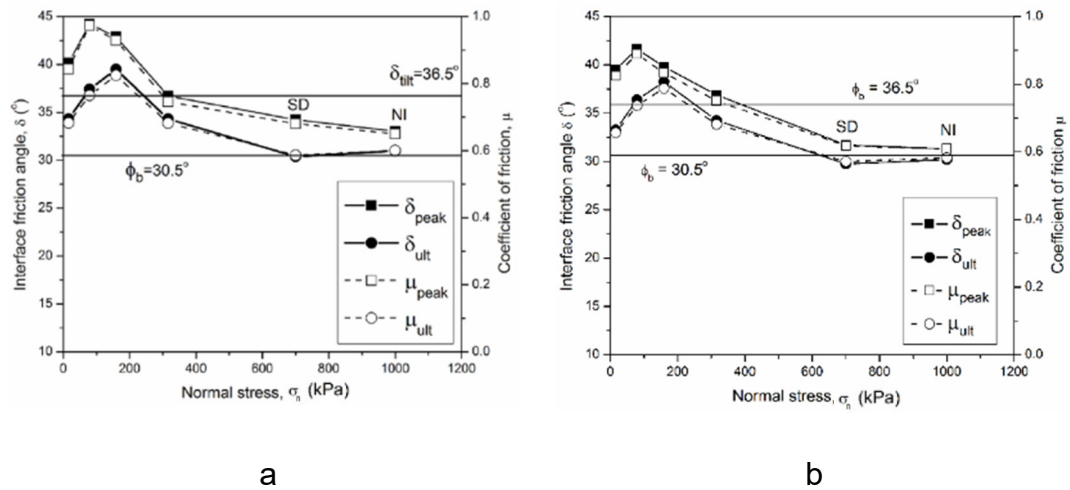 45
40
35
30
25
20
15
10
1.0
0.8
0.6
0.4
0.2
0.0
0 200 400 600 800 1000 1200
Interface friction angle, δ (°)
Coefficient of friction, μ
Normal stress, σn (kPa)
δtilt=36.5°
SD
NI
ϕb=30.5°
δpeak
δult
μpeak
μult
a
45
40
35
30
25
20
15
10
1.0
0.8
0.6
0.4
0.2
0.0
0 200 400 600 800 1000 1200
Interface friction angle δ (°)
Coefficient of friction μ
Normal stress, σn (kPa)
ϕb 36.5°
SD
NI
ϕb = 30.5°
δpeak
δult
μpeak
μult
b